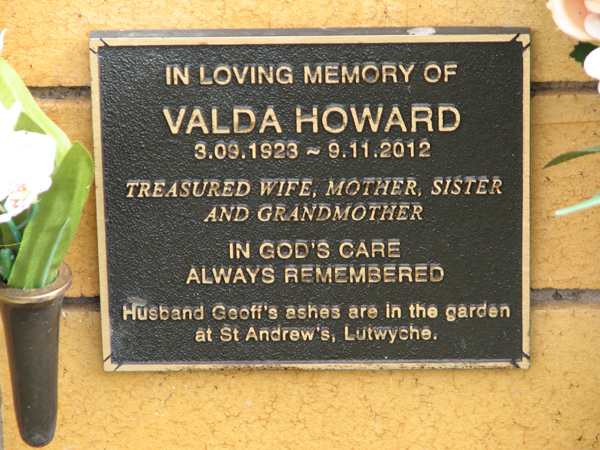 IN LOVING MEMORY OF
VALDA HOWARD
3.09.1923 ~ 9.11.2012
TREASURED WIFE, MOTHER, SISTER
AND GRANDMOTHER
IN GOD'S CARE
ALWAYS REMEMBERED
Husband Geoff's ashes are in the garden
at St Andrew's, Lutwyche.